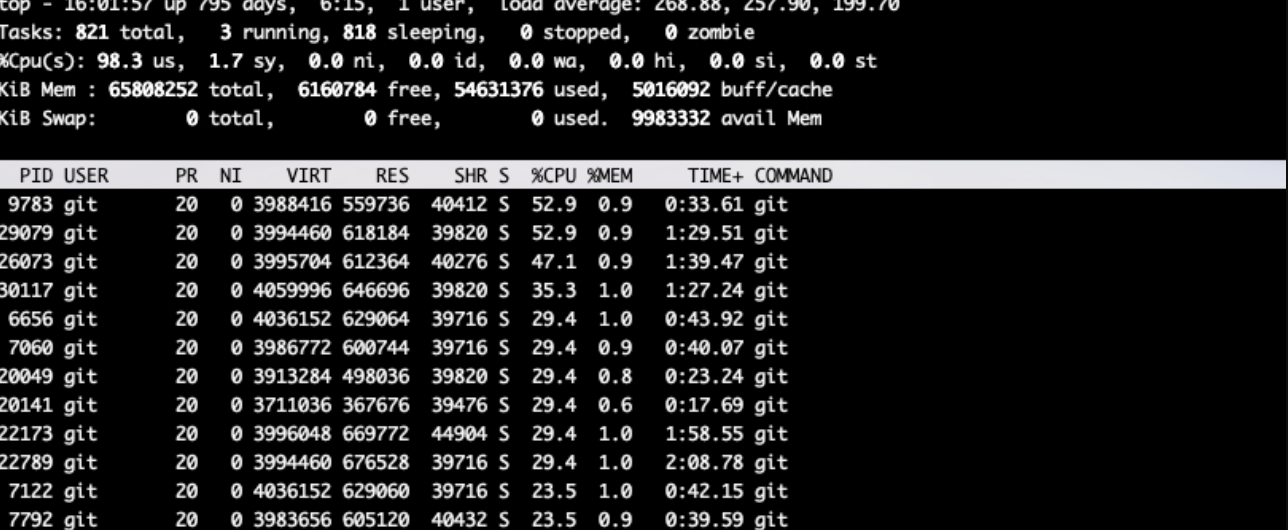 top - 16:01:57 up 795 days,  6:15,  1 user,  load average: 268.88, 257.90, 199.70
Tasks: 821 total,   3 running, 818 sleeping,   0 stopped,   0 zombie
%Cpu(s): 98.3 us,  1.7 sy,  0.0 ni,  0.0 id,  0.0 wa,  0.0 hi,  0.0 si,  0.0 st
KiB Mem : 65808252 total,  6160784 free, 54631376 used,  5016092 buff/cache
KiB Swap:        0 total,        0 free,        0 used.  9983332 avail Mem
PID USER      PR  NI    VIRT    RES    SHR S  %CPU %MEM     TIME+ COMMAND
9783 git       20   0 3988416 559736  40412 S  52.9  0.9   0:33.61 git
29079 git       20   0 3994460 618184  39820 S  52.9  0.9   1:29.51 git
26073 git       20   0 3995704 612364  40276 S  47.1  0.9   1:39.47 git
30117 git       20   0 4059996 646696  39820 S  35.3  1.0   1:27.24 git
6656 git       20   0 4036152 629064  39716 S  29.4  1.0   0:43.92 git
7060 git       20   0 3986772 600744  39716 S  29.4  0.9   0:40.07 git
20049 git       20   0 3913284 498036  39820 S  29.4  0.8   0:23.24 git
20141 git       20   0 3711036 367676  39476 S  29.4  0.6   0:17.69 git
22173 git       20   0 3996048 669772  44904 S  29.4  1.0   1:58.55 git
22789 git       20   0 3994460 676528  39716 S  29.4  1.0   2:08.78 git
7122 git       20   0 4036152 629060  39716 S  23.5  1.0   0:42.15 git
7792 git       20   0 3983656 605120  40432 S  23.5  0.9   0:39.59 git